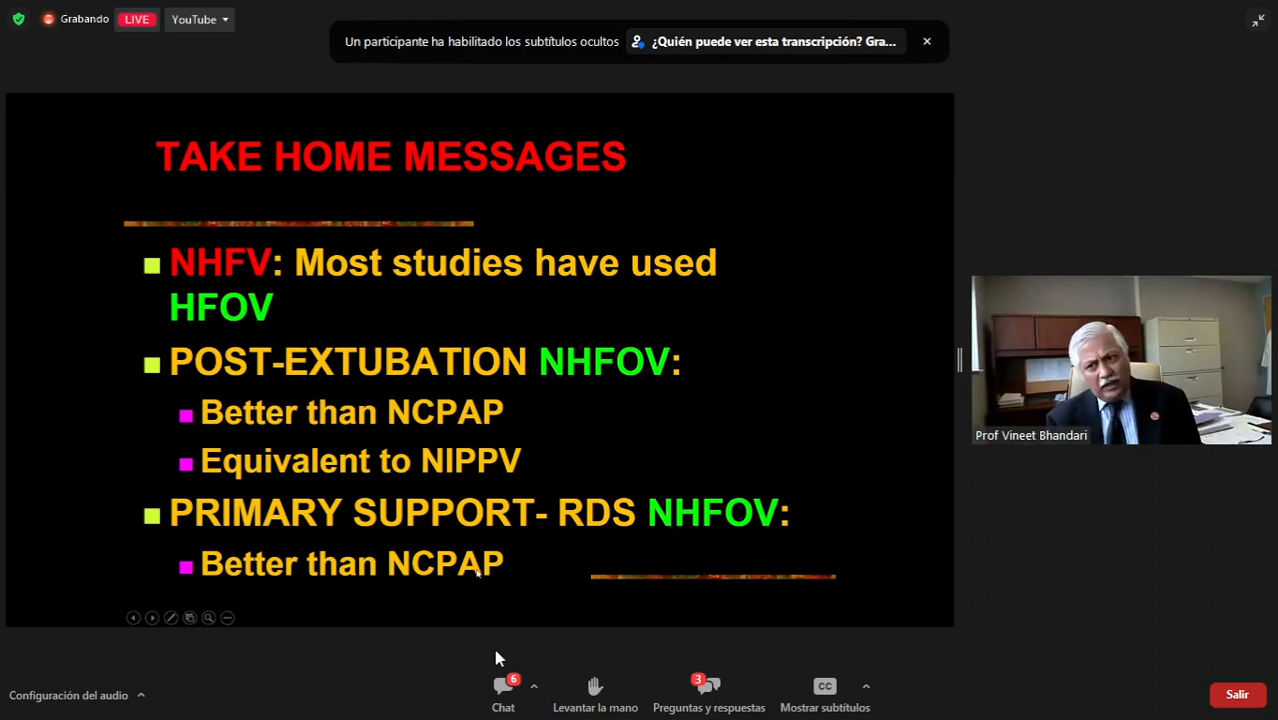 Grabando
LIVE
YouTube
Un participante ha habilitado los subtítulos ocultos
¿Quién puede ver esta transcripción? Gra...
TAKE HOME MESSAGES
NHFV: Most studies have used
HFOV
POST-EXTUBATION NHFOV:
Better than NCPAP
Equivalent to NIPPV
PRIMARY SUPPORT- RDS NHFOV:
Better than NCPAP
Prof Vineet Bhandari
Configuración del audio
6
Chat
Levantar la mano
3
Preguntas y respuestas
CC
Mostrar subtítulos
Salir